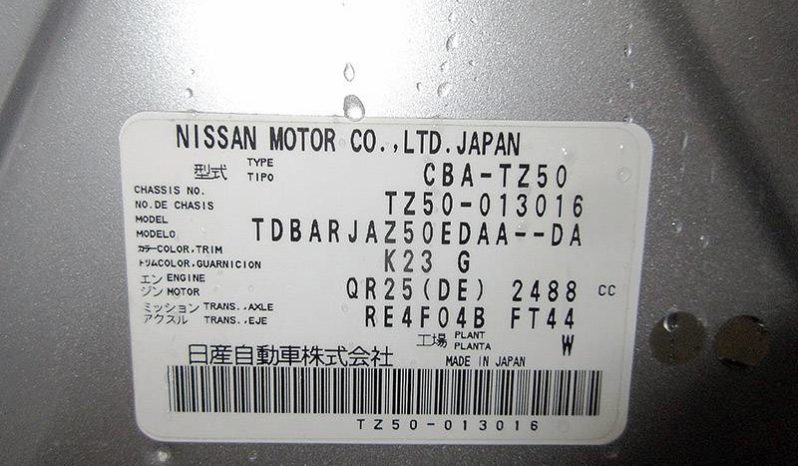 NISSAN MOTOR CO.,LTD.JAPAN
型式 TYPE TIPO CBA-TZ50
CHASSIS NO. NO.DE CHASIS TZ50-013016
MODEL MODELO TDBARJAZ50EDAA--DA
カラーCOLOR,TRIM トリムCOLOR,GUARNICION K23 G
エンジン ENGINE MOTOR QR25(DE) 2488 CC
ミッション アクスル TRANS.,AXLE TRANS.,EJE RE4F04B FT44
工場 PLANT PLANTA W
日産自動車株式会社 MADE IN JAPAN
TZ50-013016